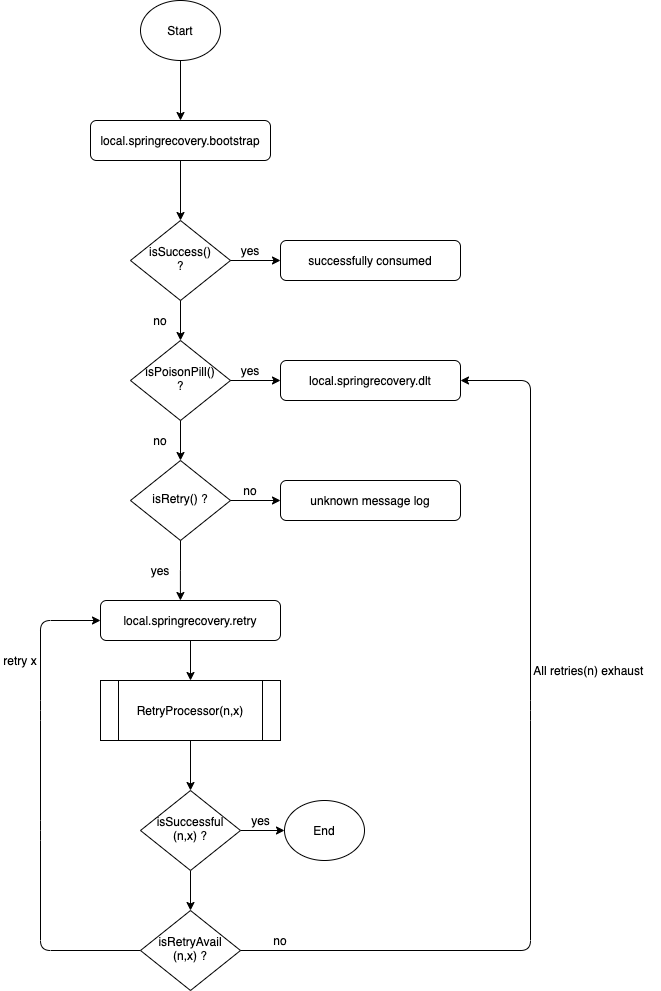 Start
local.springrecovery.bootstrap
isSuccess()
?
yes
successfully consumed
no
isPoisonPill()
?
yes
local.springrecovery.dlt
no
isRetry() ?
no
unknown message log
yes
local.springrecovery.retry
retry x
All retries(n) exhaust
RetryProcessor(n,x)
isSuccessful
(n,x) ?
yes
End
isRetryAvail
(n,x) ?
no